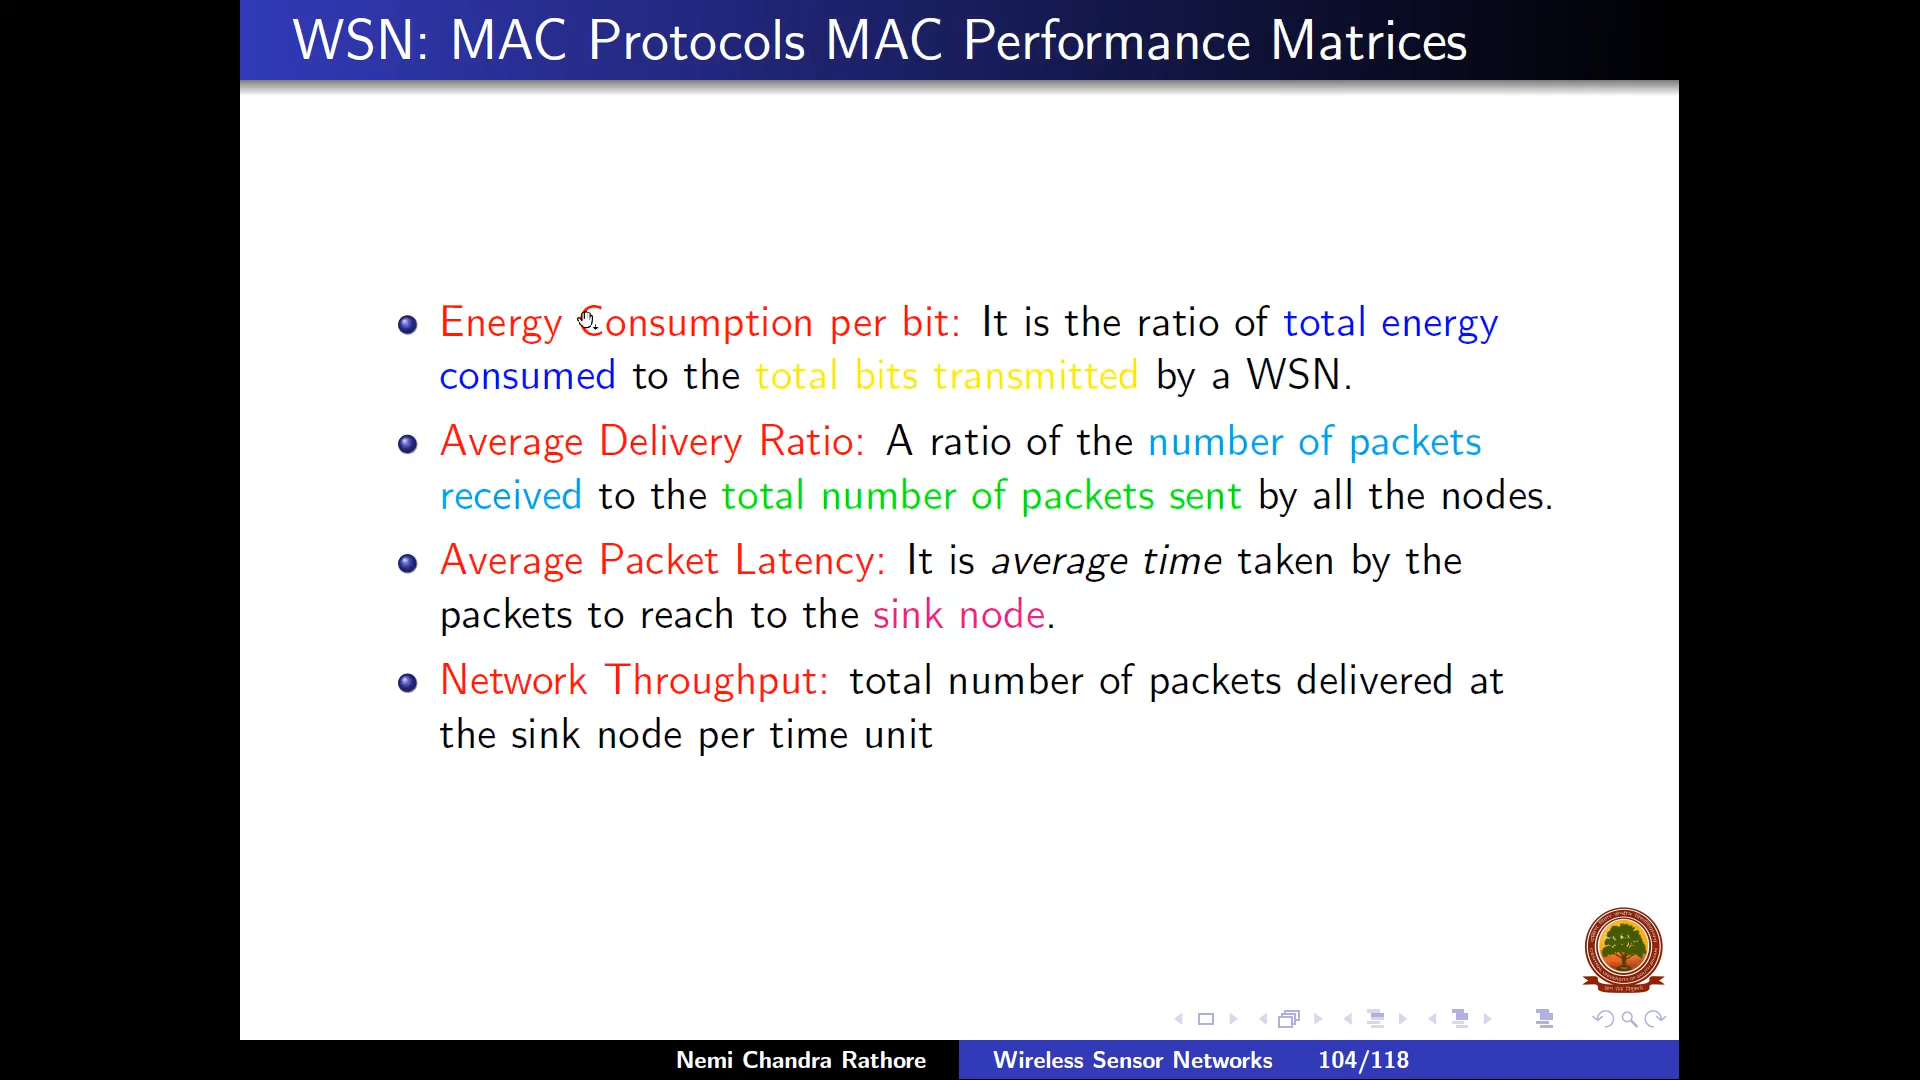 WSN: MAC Protocols MAC Performance Matrices
Energy Consumption per bit: It is the ratio of total energy
consumed to the total bits transmitted by a WSN.
Average Delivery Ratio: A ratio of the number of packets
received to the total number of packets sent by all the nodes.
Average Packet Latency: It is average time taken by the
packets to reach to the sink node.
Network Throughput: total number of packets delivered at
the sink node per time unit
Nemi Chandra Rathore
Wireless Sensor Networks
104/118